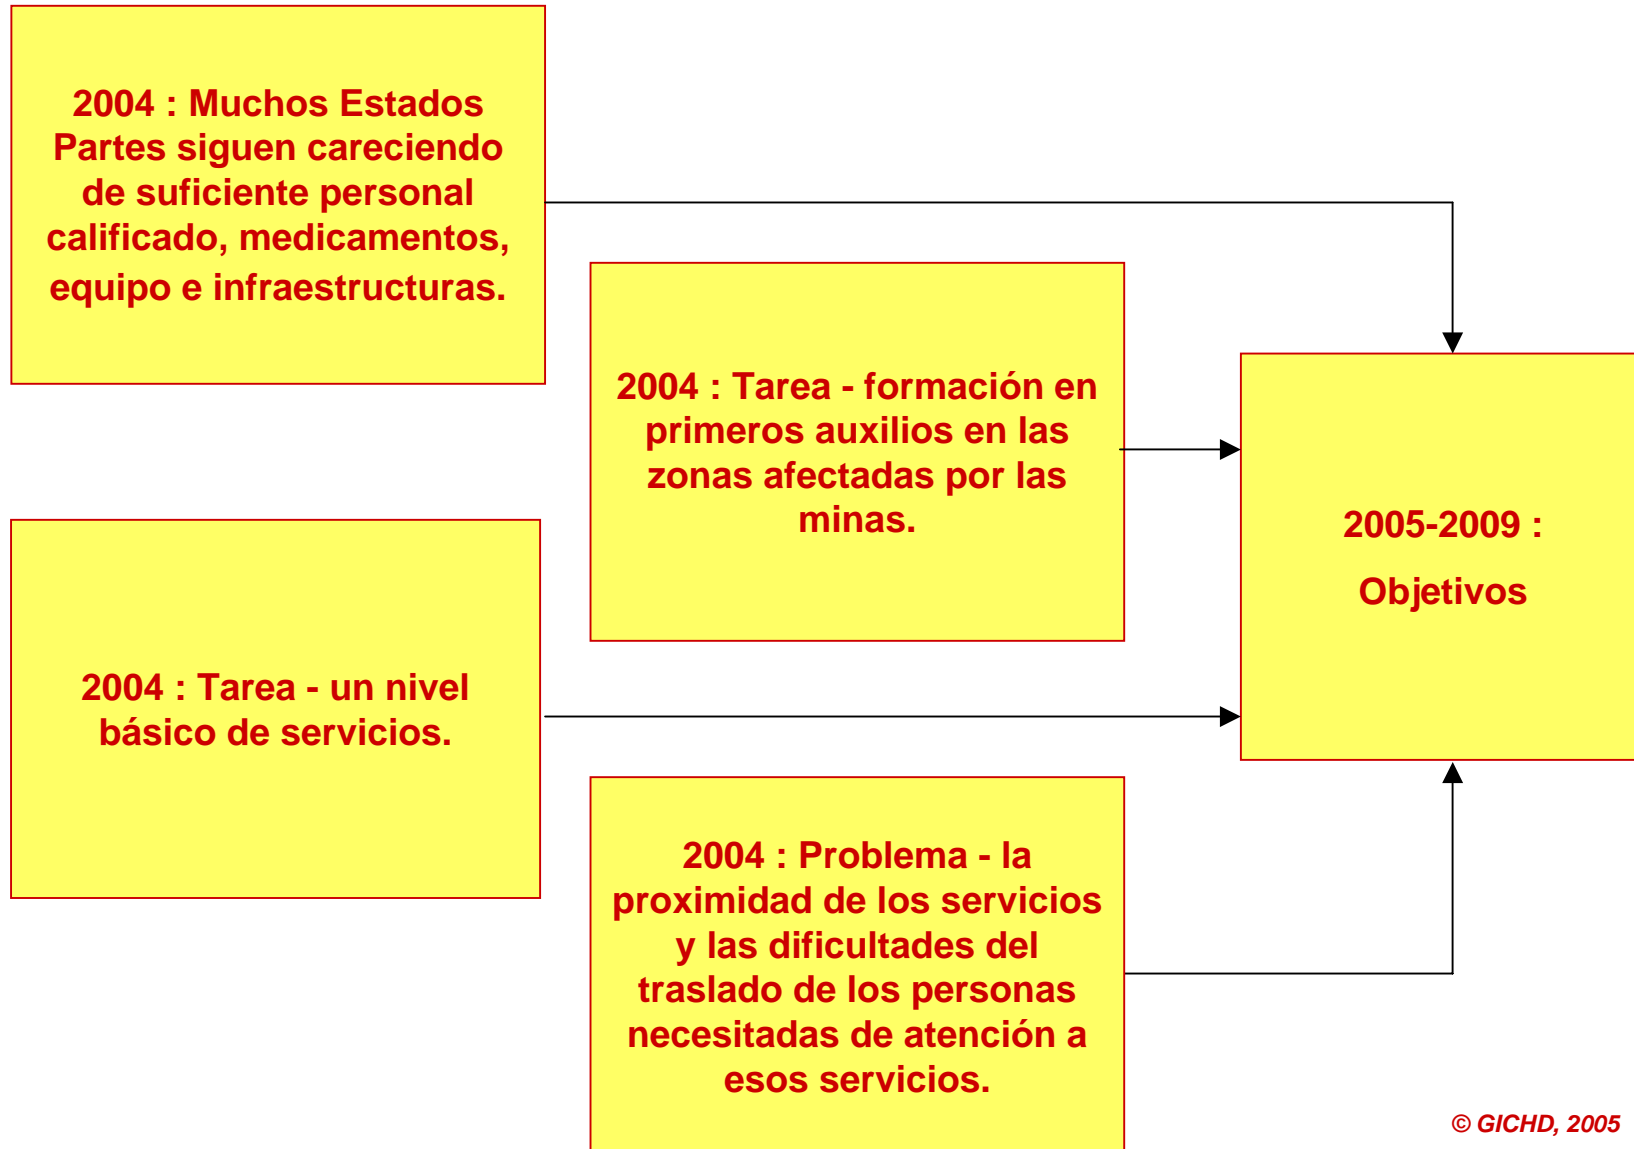 2004 : Muchos Estados
Partes siguen careciendo
de suficiente personal
calificado, medicamentos,
equipo e infraestructuras.
2004 : Tarea - formación en
primeros auxilios en las
zonas afectadas por las
minas.
2004 : Tarea - un nivel
básico de servicios.
2004 : Problema - la
proximidad de los servicios
y las dificultades del
traslado de los personas
necesitadas de atención a
esos servicios.
2005-2009 :
Objetivos
© GICHD, 2005